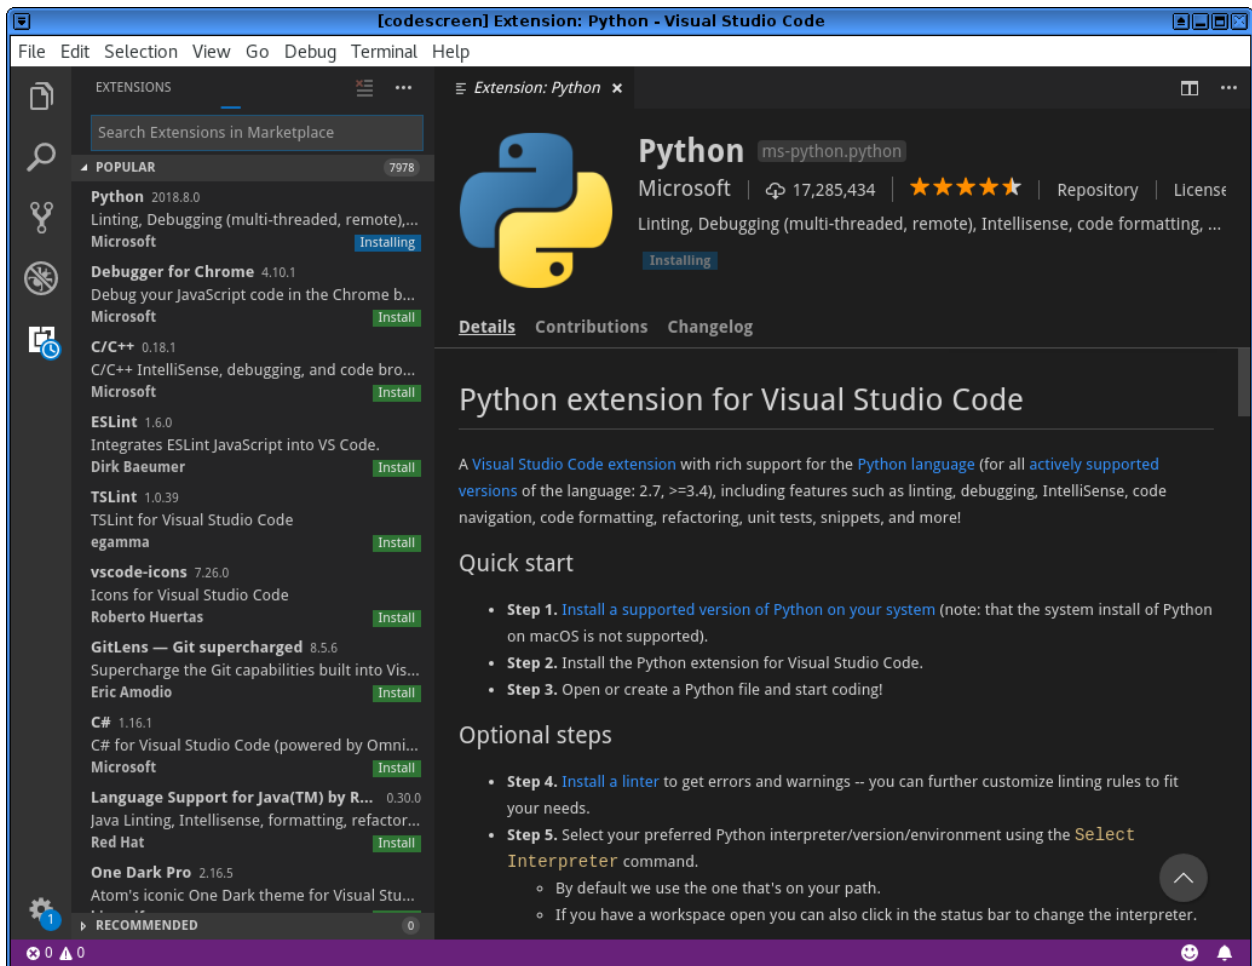 [codescreen] Extension: Python - Visual Studio Code
File Edit Selection View Go Debug Terminal Help
EXTENSIONS
Search Extensions in Marketplace
POPULAR 7978
Python 2018.8.0
Linting, Debugging (multi-threaded, remote),...
Microsoft Installing
Debugger for Chrome 4.10.1
Debug your JavaScript code in the Chrome b...
Microsoft Install
C/C++ 0.18.1
C/C++ IntelliSense, debugging, and code bro...
Microsoft Install
ESLint 1.6.0
Integrates ESLint JavaScript into VS Code.
Dirk Baeumer Install
TSLint 1.0.39
TSLint for Visual Studio Code
egamma Install
vscode-icons 7.26.0
Icons for Visual Studio Code
Roberto Huertas Install
GitLens — Git supercharged 8.5.6
Supercharge the Git capabilities built into Vis...
Eric Amodio Install
C# 1.16.1
C# for Visual Studio Code (powered by Omni...
Microsoft Install
Language Support for Java(TM) by R... 0.30.0
Java Linting, Intellisense, formatting, refactor...
Red Hat Install
One Dark Pro 2.16.5
Atom's iconic One Dark theme for Visual Stu...
RECOMMENDED 0
1
Extension: Python
Python ms-python.python
Microsoft 17,285,434 Repository License
Linting, Debugging (multi-threaded, remote), Intellisense, code formatting, ...
Installing
Details Contributions Changelog
Python extension for Visual Studio Code
A Visual Studio Code extension with rich support for the Python language (for all actively supported
versions of the language: 2.7, >=3.4), including features such as linting, debugging, IntelliSense, code
navigation, code formatting, refactoring, unit tests, snippets, and more!
Quick start
• Step 1. Install a supported version of Python on your system (note: that the system install of Python
on macOS is not supported).
• Step 2. Install the Python extension for Visual Studio Code.
• Step 3. Open or create a Python file and start coding!
Optional steps
• Step 4. Install a linter to get errors and warnings -- you can further customize linting rules to fit
your needs.
• Step 5. Select your preferred Python interpreter/version/environment using the Select
Interpreter command.
◦ By default we use the one that's on your path.
◦ If you have a workspace open you can also click in the status bar to change the interpreter.
0 0